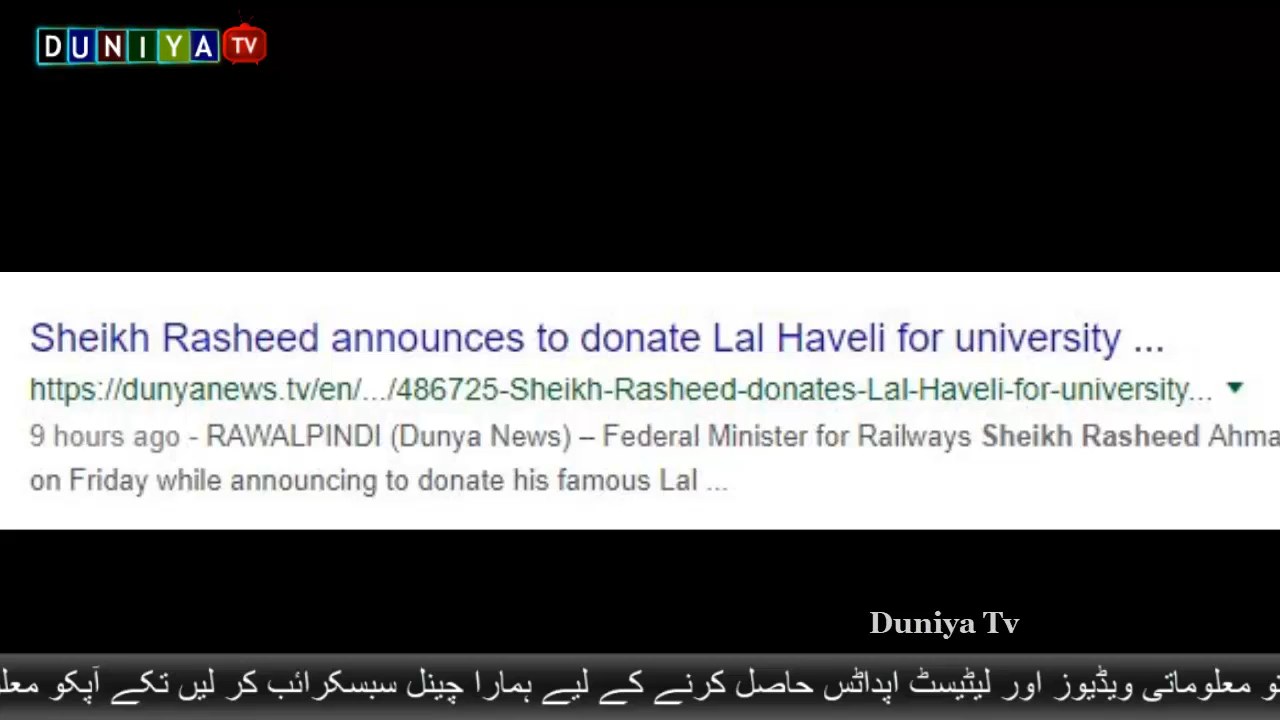 DUNIYA TV
Sheikh Rasheed announces to donate Lal Haveli for university ...
https://dunyanews.tv/en/.../486725-Sheikh-Rasheed-donates-Lal-Haveli-for-university...
9 hours ago - RAWALPINDI (Dunya News) – Federal Minister for Railways Sheikh Rasheed Ahma
on Friday while announcing to donate his famous Lal ...
Duniya Tv
معلوماتی ویڈیوز اور لیٹیسٹ اپداٹس حاصل کرنے کے لیے ہمارا چینل سبسکرائب کر لیں تکے آپکو